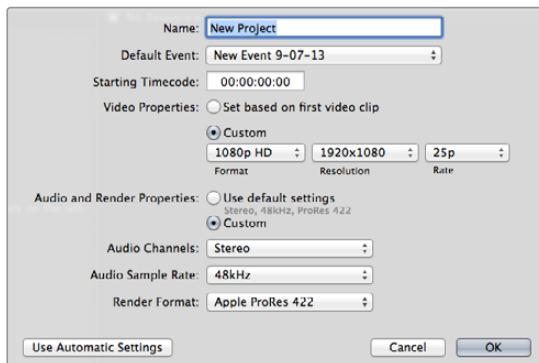 Name: New Project
Default Event: New Event 9-07-13
Starting Timecode: 00:00:00:00
Video Properties: Set based on first video clip
Custom
1080p HD 1920x1080 25p
Format Resolution Rate
Audio and Render Properties: Use default settings
Stereo, 48kHz, ProRes 422
Custom
Audio Channels: Stereo
Audio Sample Rate: 48kHz
Render Format: Apple ProRes 422
Use Automatic Settings Cancel OK